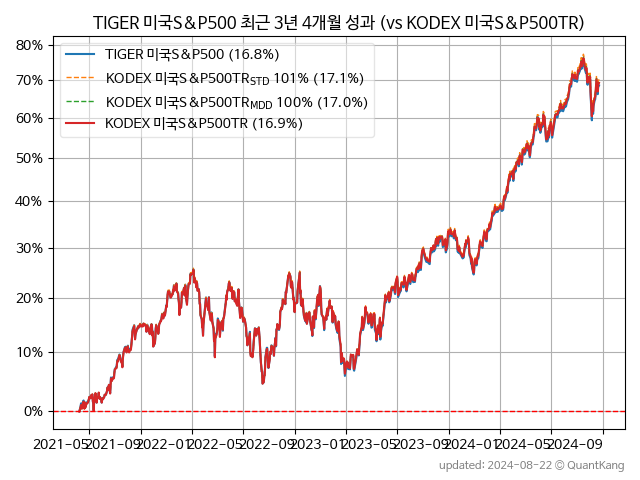 TIGER 미국S&P500 최근 3년 4개월 성과 (vs KODEX 미국S&P500TR)
TIGER 미국S&P500 (16.8%)
KODEX 미국S&P500TR_STD 101% (17.1%)
KODEX 미국S&P500TR_MDD 100% (17.0%)
KODEX 미국S&P500TR (16.9%)
80%
70%
60%
50%
40%
30%
20%
10%
0%
2021-05 2021-09 2022-01 2022-05 2022-09 2023-01 2023-05 2023-09 2024-01 2024-05 2024-09
updated: 2024-08-22 © QuantKang